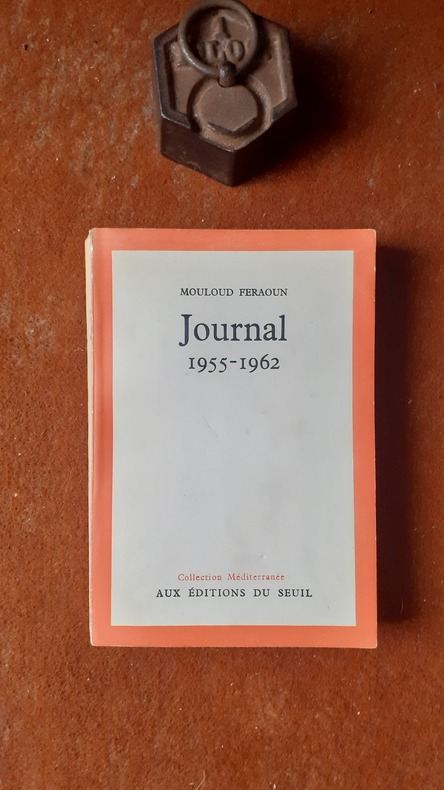 MOULOUD FERAOUN
Journal
1955-1962
Collection Méditerranée
AUX ÉDITIONS DU SEUIL